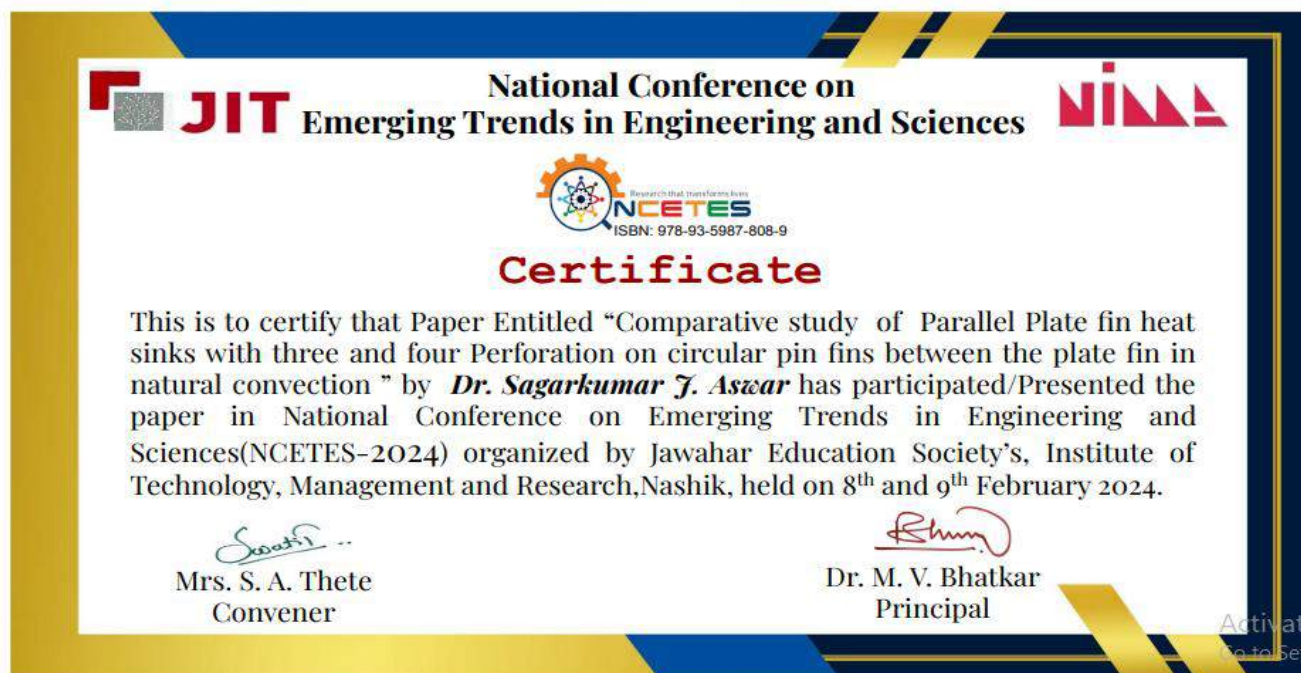 JIT
National Conference on
Emerging Trends in Engineering and Sciences
NIMA
Research that transforms lives
NCETES
ISBN: 978-93-5987-808-9
Certificate
This is to certify that Paper Entitled “Comparative study of Parallel Plate fin heat
sinks with three and four Perforation on circular pin fins between the plate fin in
natural convection ” by Dr. Sagarkumar J. Aswar has participated/Presented the
paper in National Conference on Emerging Trends in Engineering and
Sciences(NCETES-2024) organized by Jawahar Education Society’s, Institute of
Technology, Management and Research,Nashik, held on 8th and 9th February 2024.
Mrs. S. A. Thete
Convener
Dr. M. V. Bhatkar
Principal
Activat
Go to Se